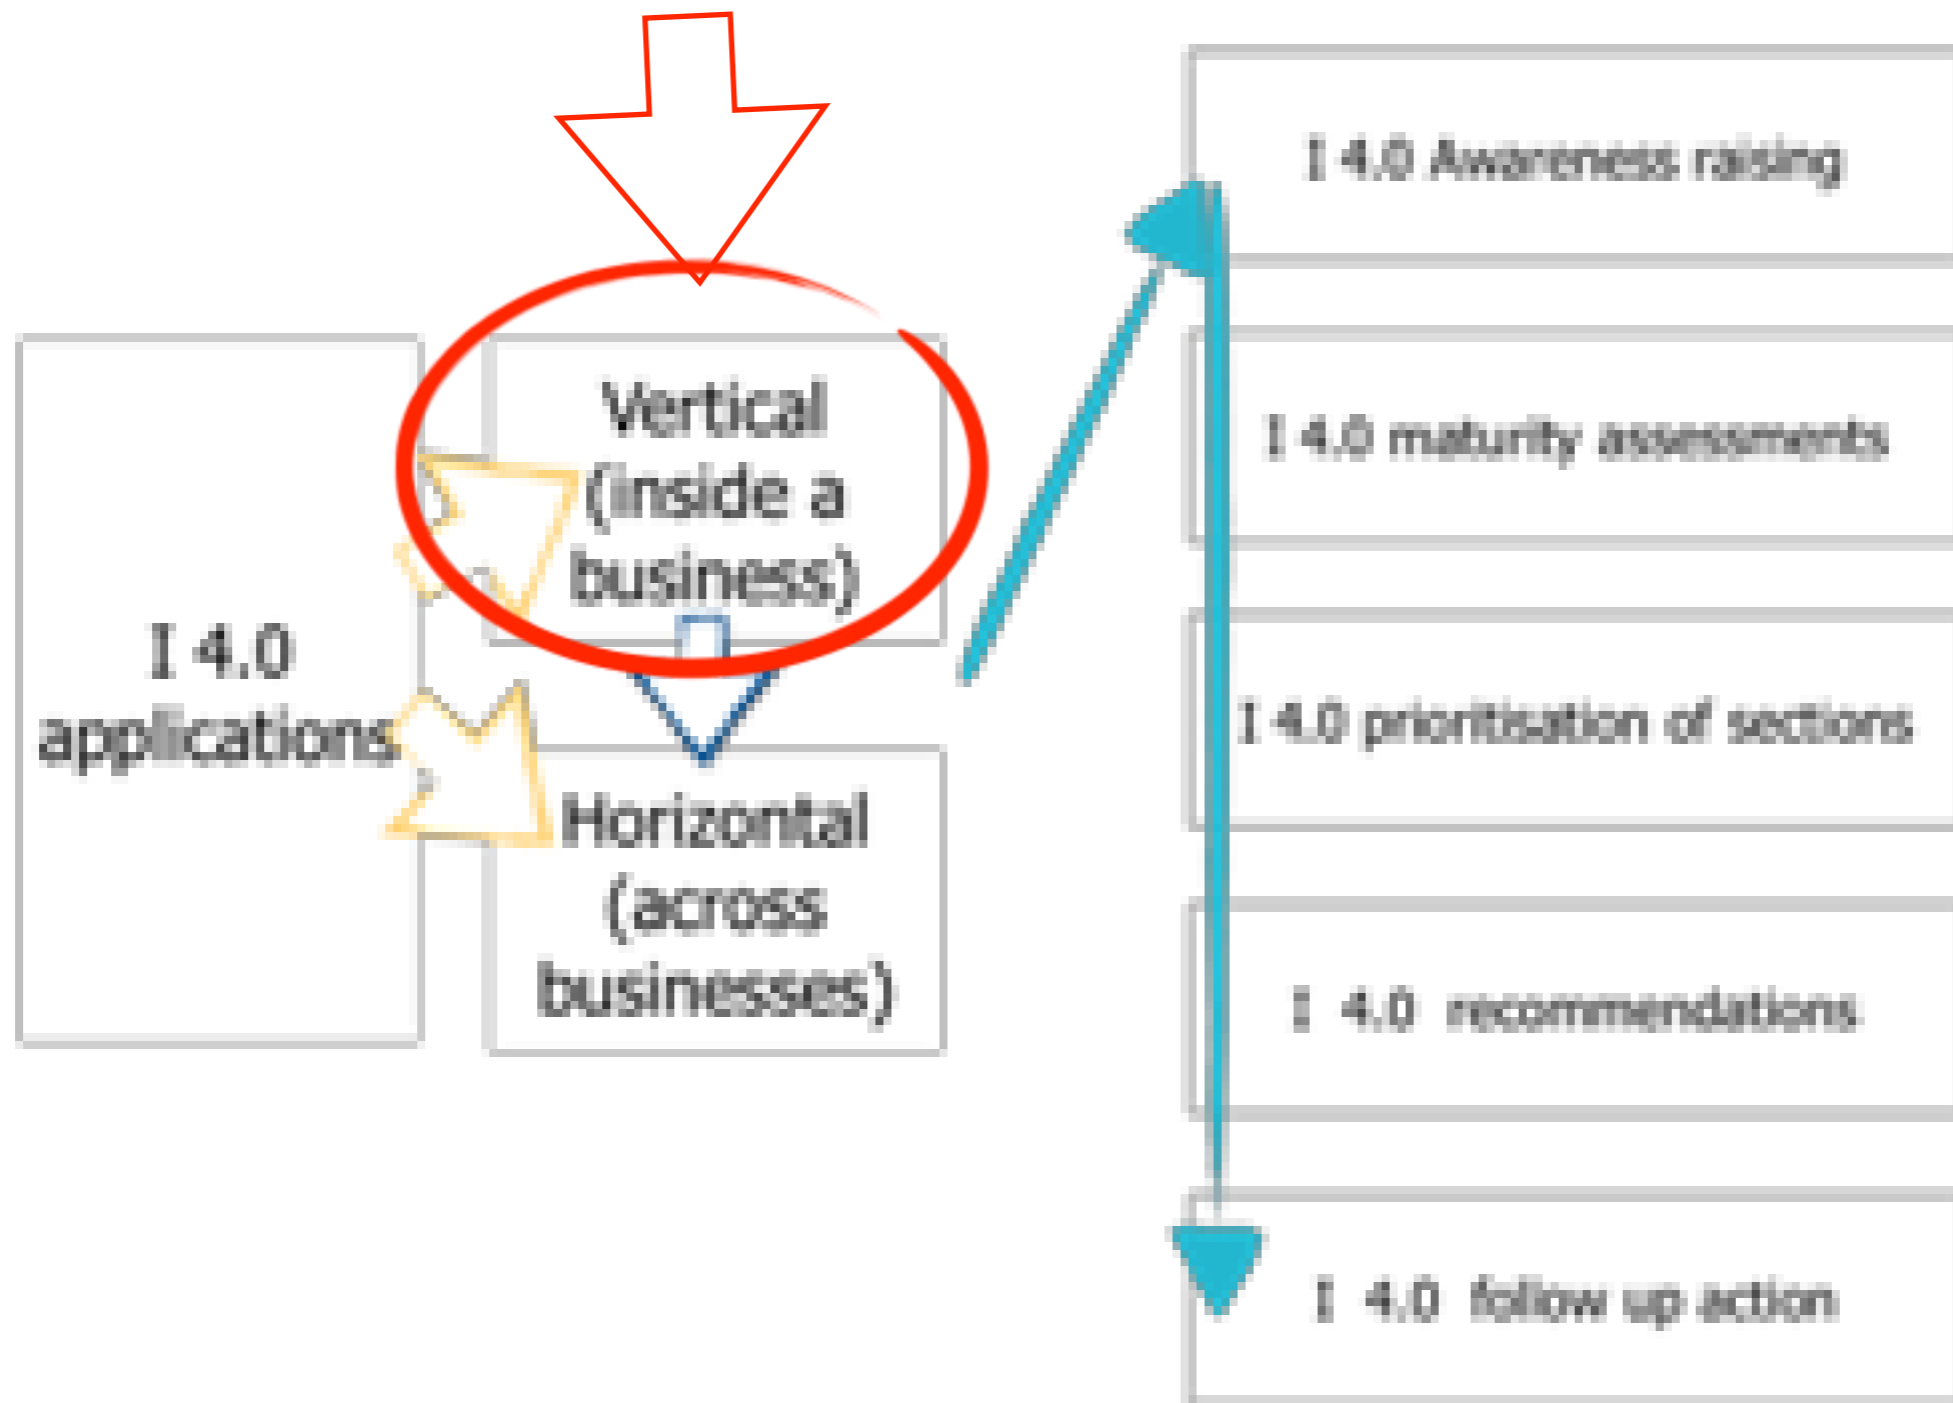 I 4.0
applications
Vertical
(inside a
business)
Horizontal
(across
businesses)
I 4.0 Awareness raising
I 4.0 maturity assessments
I 4.0 prioritisation of sections
I 4.0 recommendations
I 4.0 follow up action